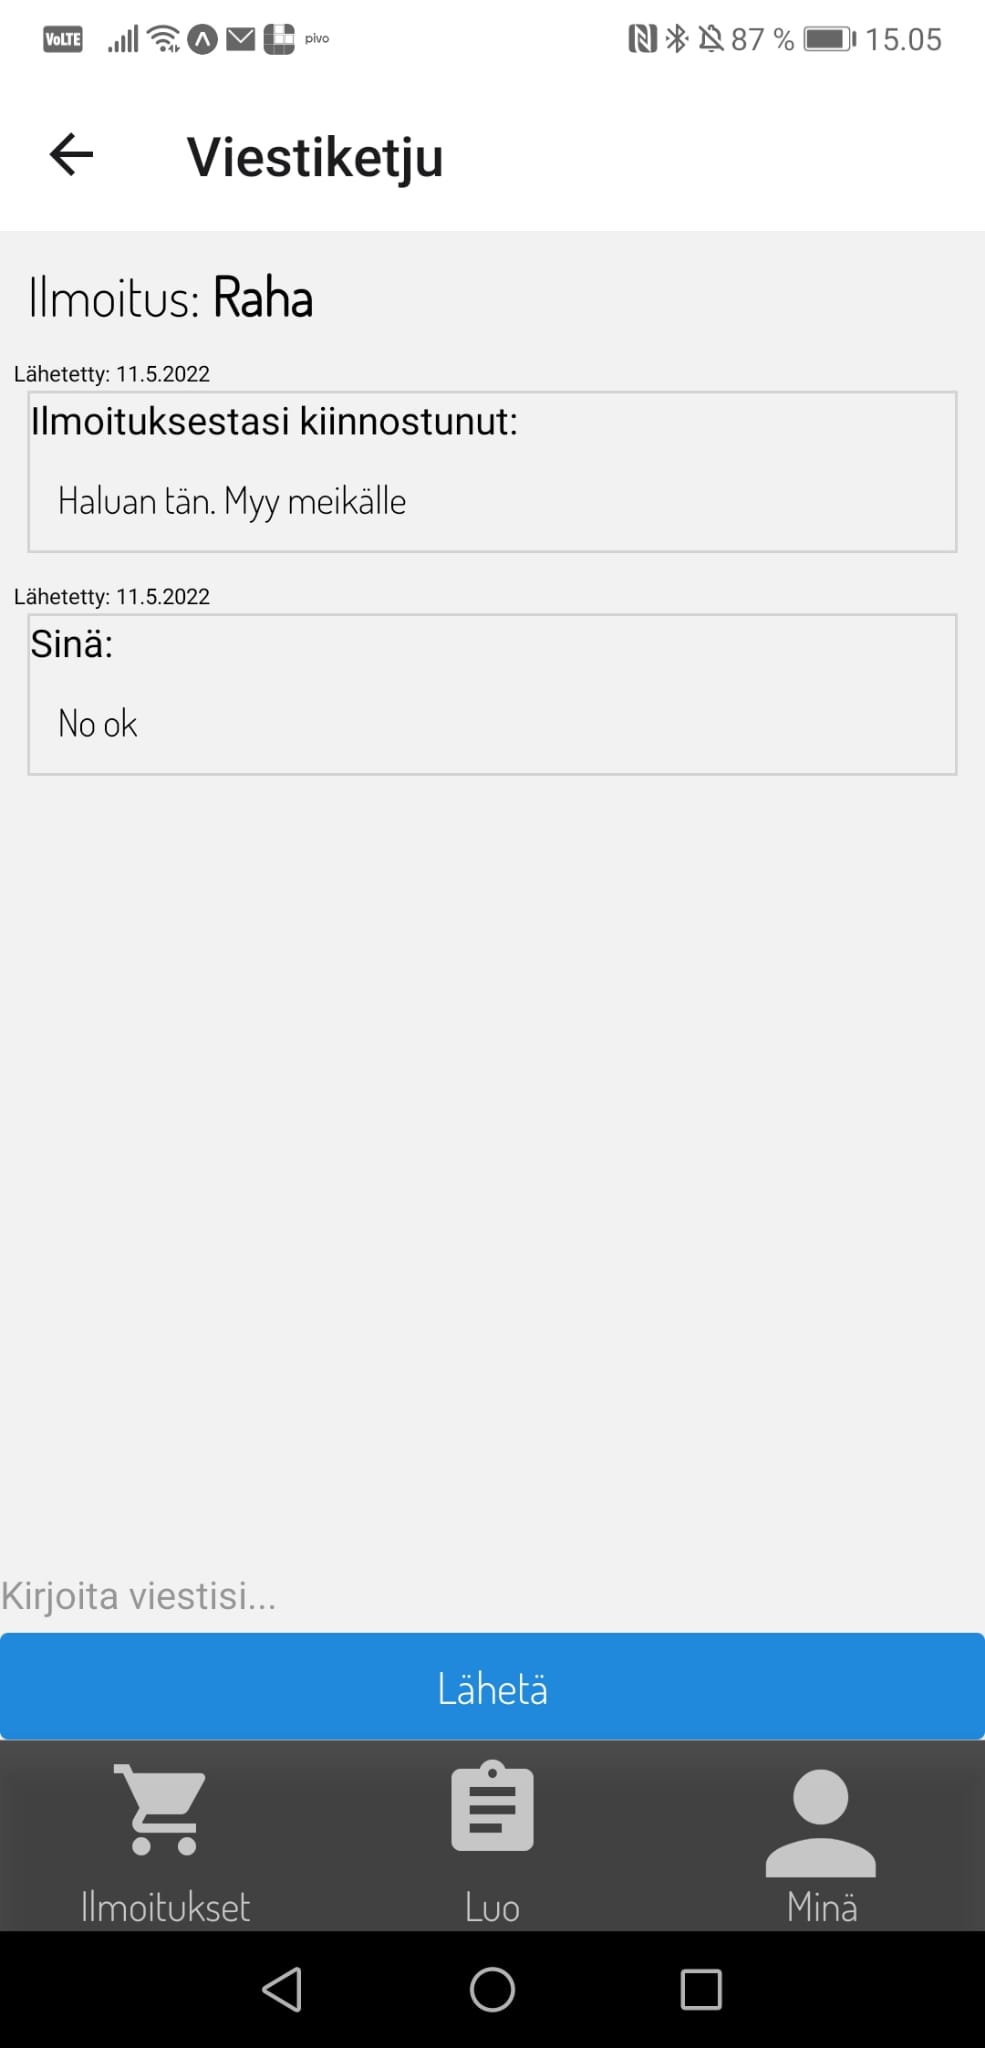 VoLTE pivo 87 % 15.05
Viestiketju
Ilmoitus: Raha
Lähetetty: 11.5.2022
Ilmoituksestasi kiinnostunut:
Haluan tän. Myy meikälle
Lähetetty: 11.5.2022
Sinä:
No ok
Kirjoita viestisi...
Lähetä
Ilmoitukset Luo Minä